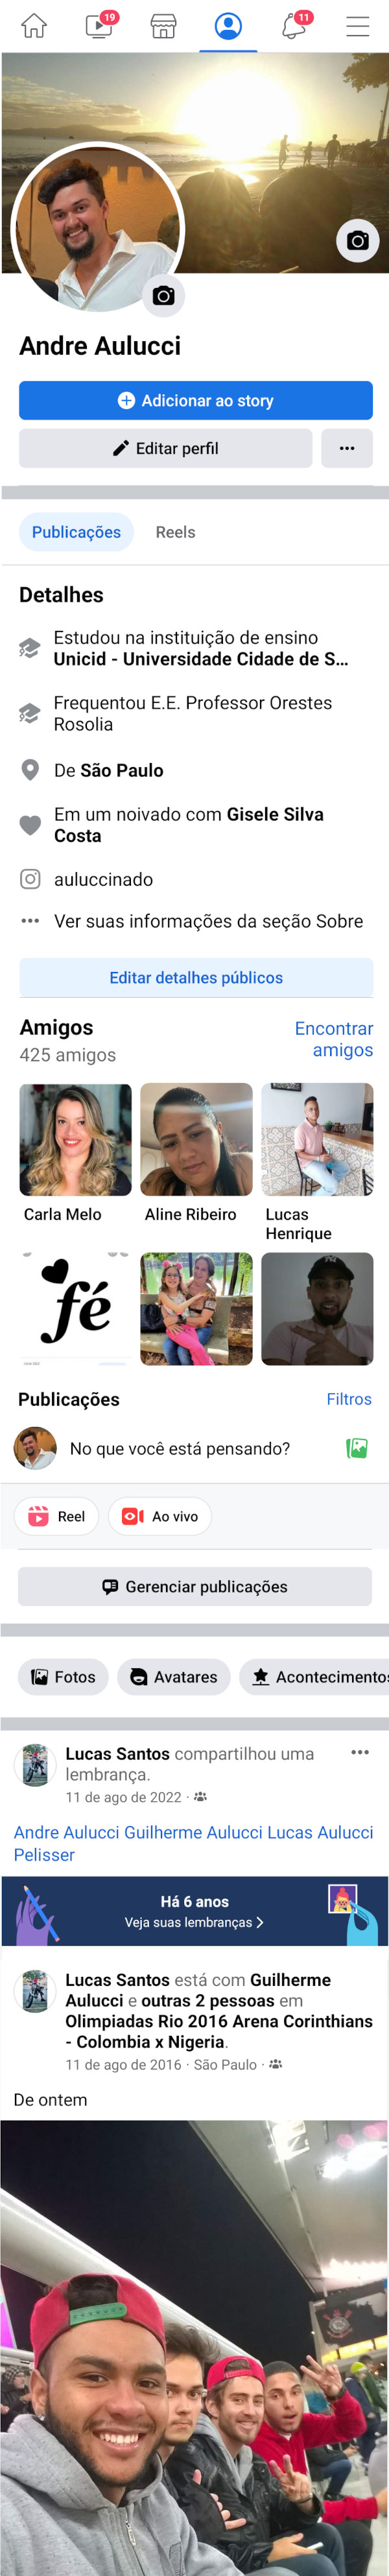 19
11
Andre Aulucci
Adicionar ao story
Editar perfil
Publicações Reels
Detalhes
Estudou na instituição de ensino
Unicid - Universidade Cidade de S...
Frequentou E.E. Professor Orestes
Rosolia
De São Paulo
Em um noivado com Gisele Silva
Costa
auluccinado
Ver suas informações da seção Sobre
Editar detalhes públicos
Amigos
425 amigos
Encontrar
amigos
Carla Melo
Aline Ribeiro
Lucas
Henrique
fé
Publicações
Filtros
No que você está pensando?
Reel
Ao vivo
Gerenciar publicações
Fotos
Avatares
Acontecimentos
Lucas Santos compartilhou uma
lembrança.
11 de ago de 2022 ·
Andre Aulucci Guilherme Aulucci Lucas Aulucci
Pelisser
Há 6 anos
Veja suas lembranças
Lucas Santos está com Guilherme
Aulucci e outras 2 pessoas em
Olimpiadas Rio 2016 Arena Corinthians
- Colombia x Nigeria.
11 de ago de 2016 · São Paulo ·
De ontem